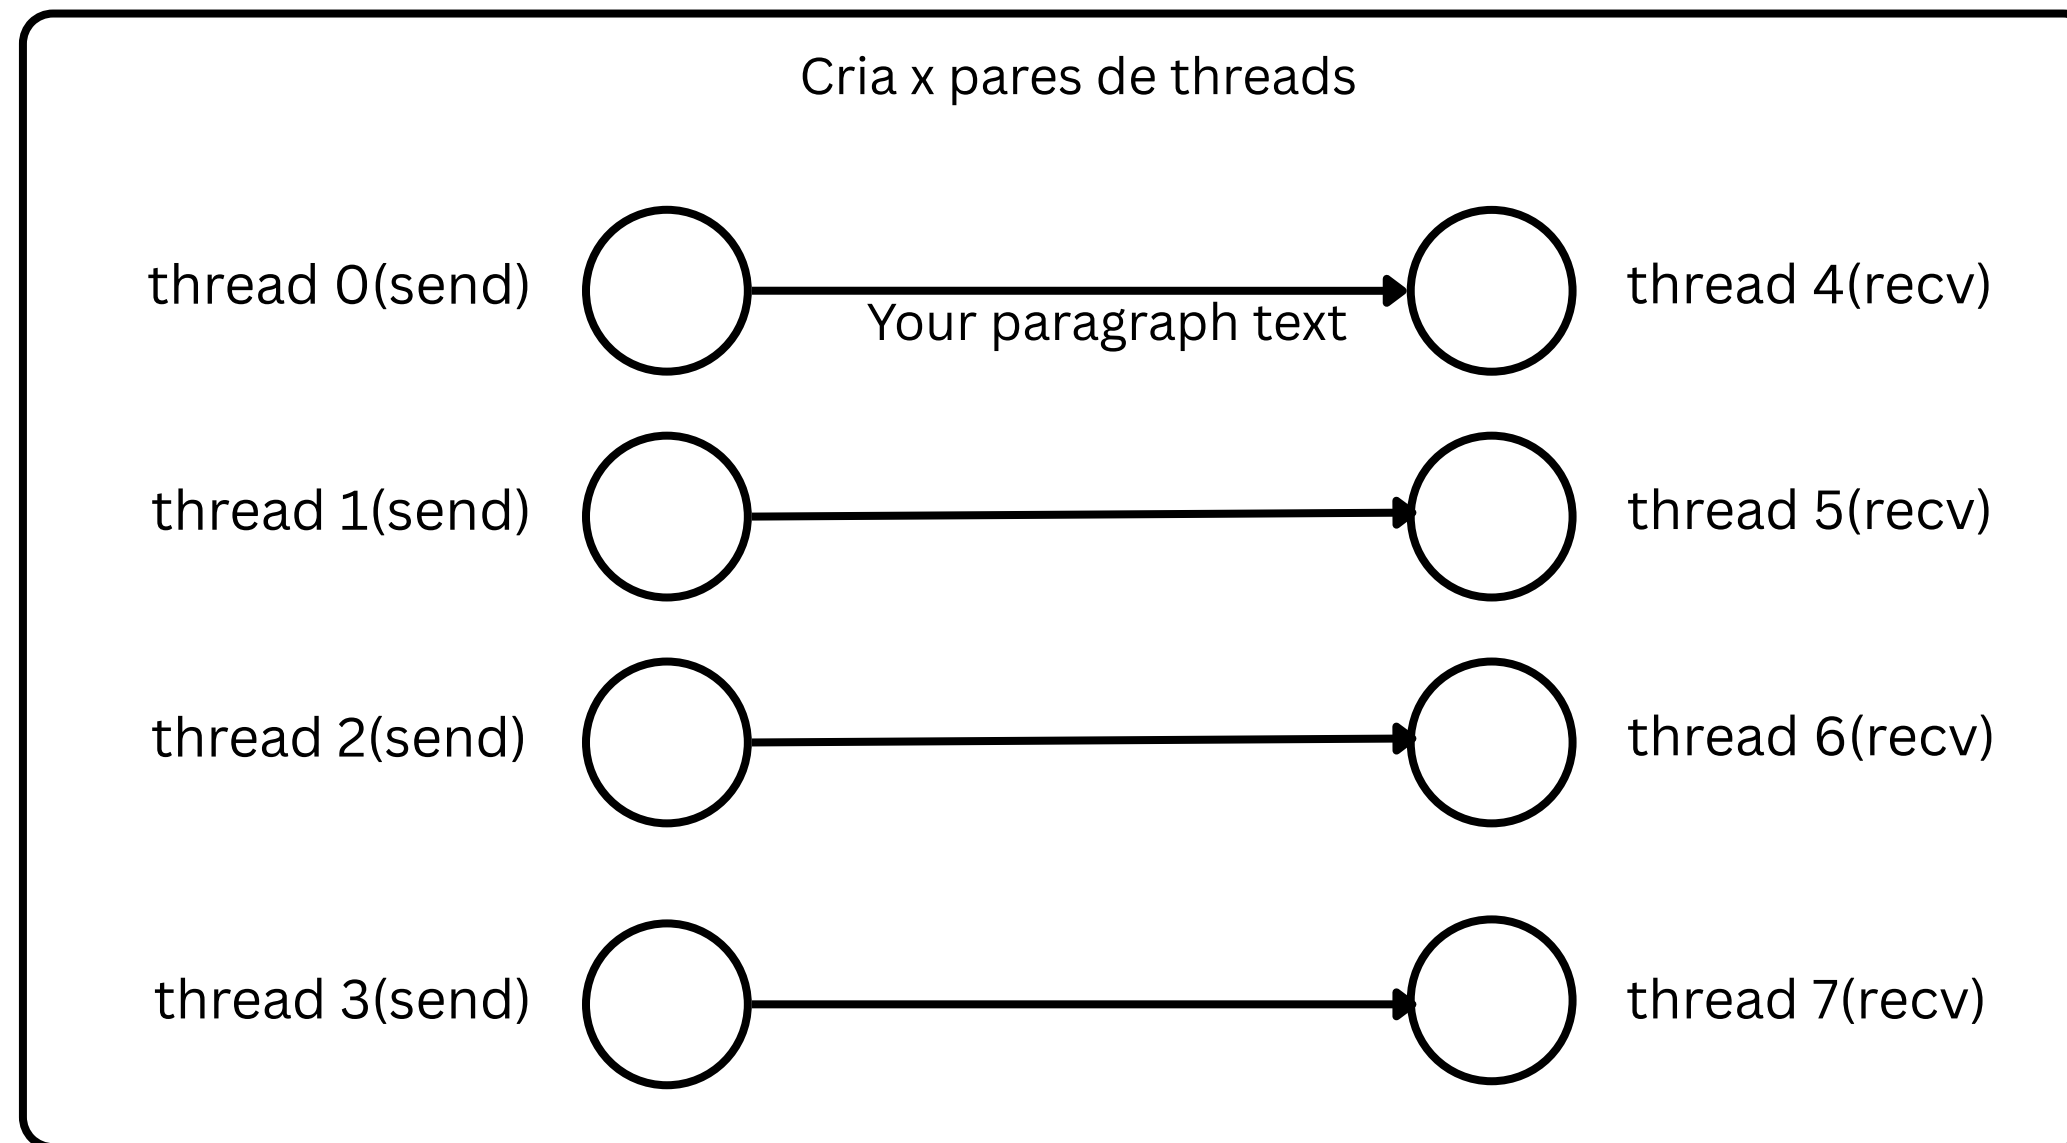 Cria x pares de threads
thread 0(send)
thread 4(recv)
Your paragraph text
thread 1(send)
thread 5(recv)
thread 2(send)
thread 6(recv)
thread 3(send)
thread 7(recv)